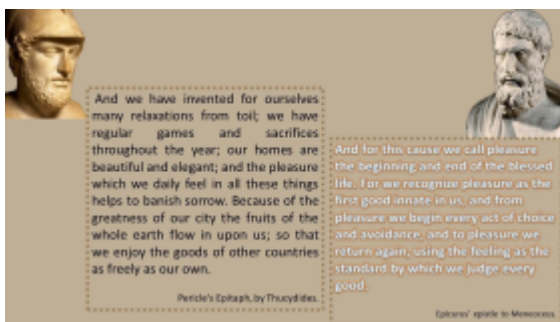 And we have invented for ourselves
many relaxations from toil; we have
regular games and sacrifices
throughout the year; our homes are
beautiful and elegant; and the pleasure
which we daily feel in all these things
helps to banish sorrow. Because of the
greatness of our city the fruits of the
whole earth flow in upon us; so that
we enjoy the goods of other countries
as freely as our own.
Pericle's Epitaph, by Thucydides.
And for this cause we call pleasure
the beginning and end of the blessed
life. For we recognize pleasure as the
first good innate in us, and from
pleasure we begin every act of choice
and avoidance, and to pleasure we
return again, using the feeling as the
standard by which we judge every
good.
Epicurus' epistle to Menoeceus.